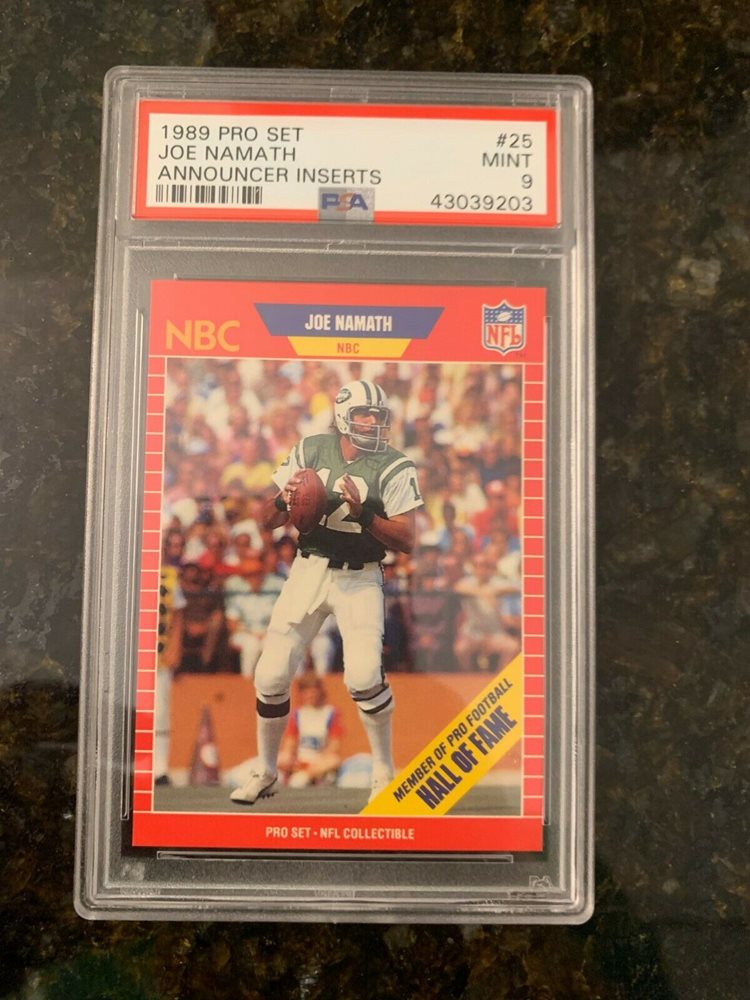 1989 PRO SET #25
JOE NAMATH MINT
ANNOUNCER INSERTS 9
PSA 43039203
NBC
JOE NAMATH
NBC
NFL
12
1
MEMBER OF PRO FOOTBALL
HALL OF FAME
PRO SET • NFL COLLECTIBLE